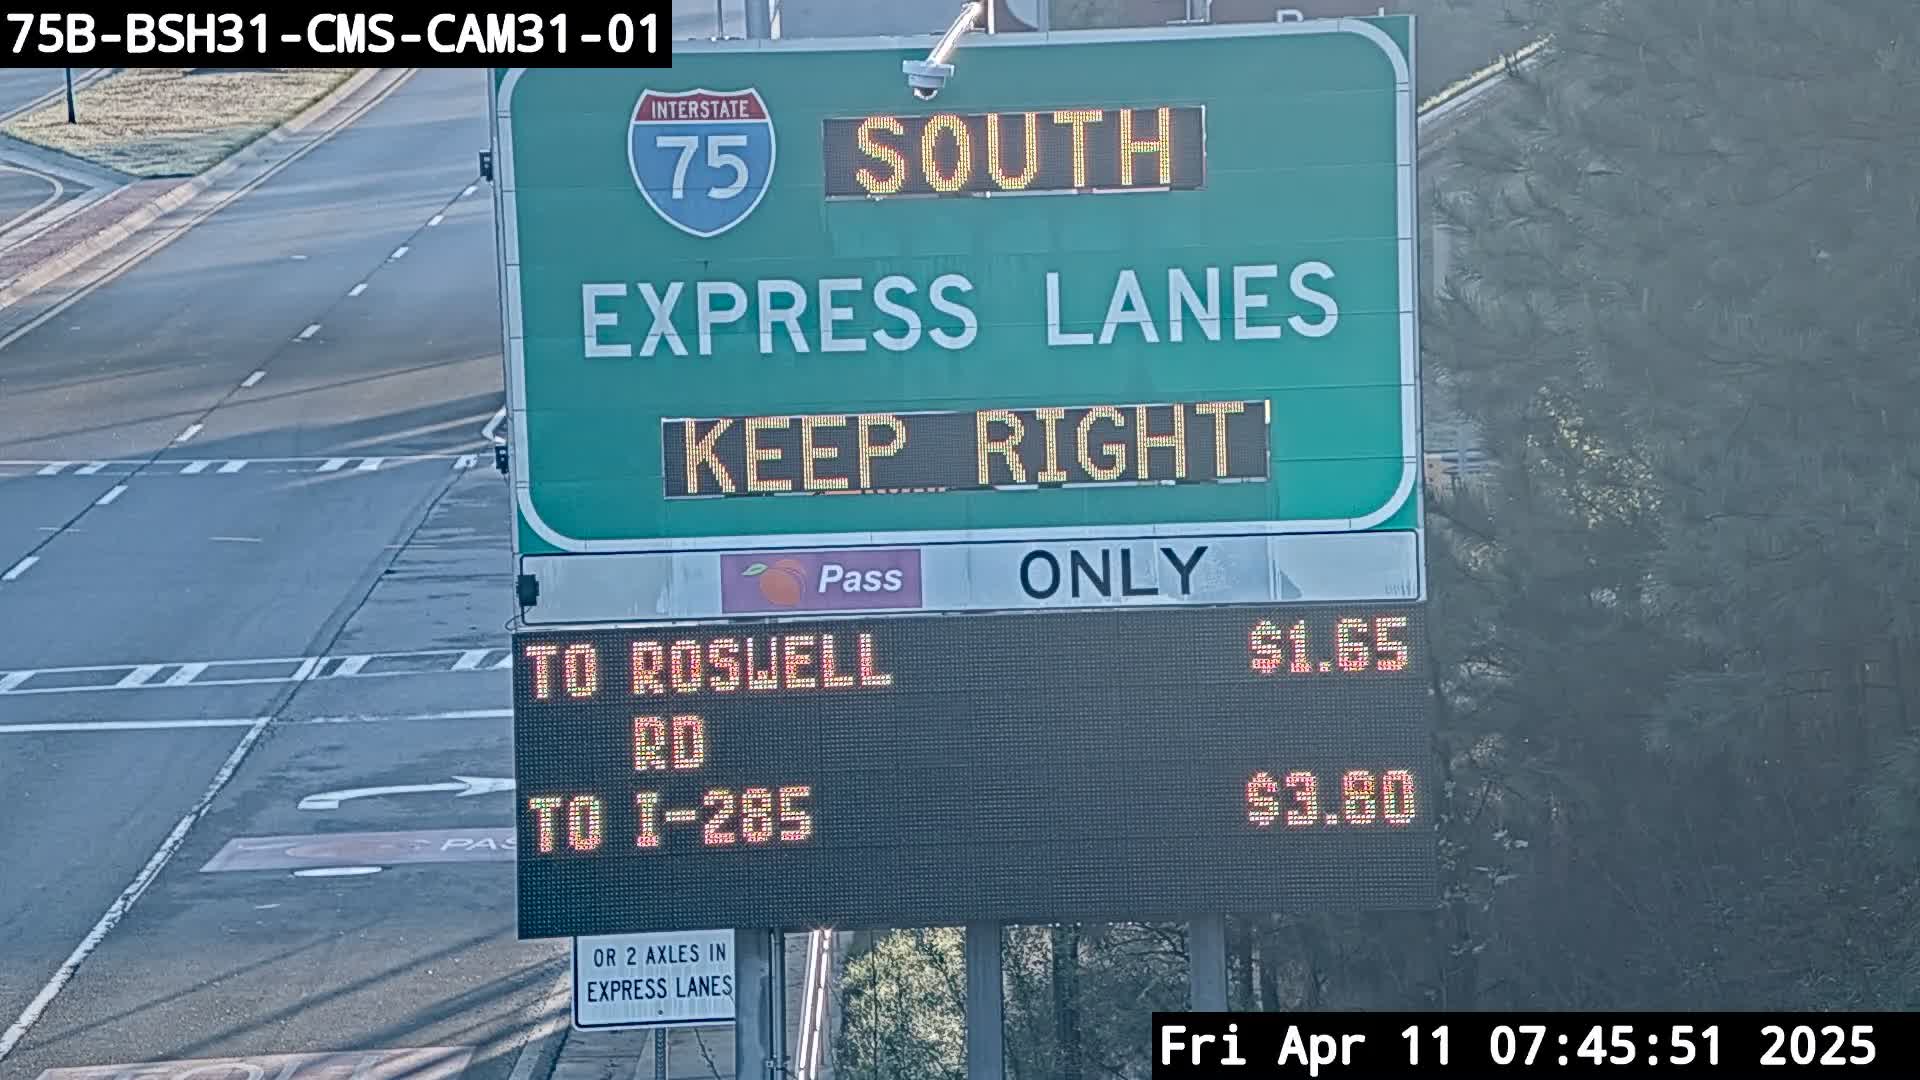 75B-BSH31-CMS-CAM31-01
INTERSTATE
75
SOUTH
EXPRESS LANES
KEEP RIGHT
Pass ONLY
TO ROSWELL $1.65
RD
TO I-285 $3.80
PAS
OR 2 AXLES IN
EXPRESS LANES
Fri Apr 11 07:45:51 2025